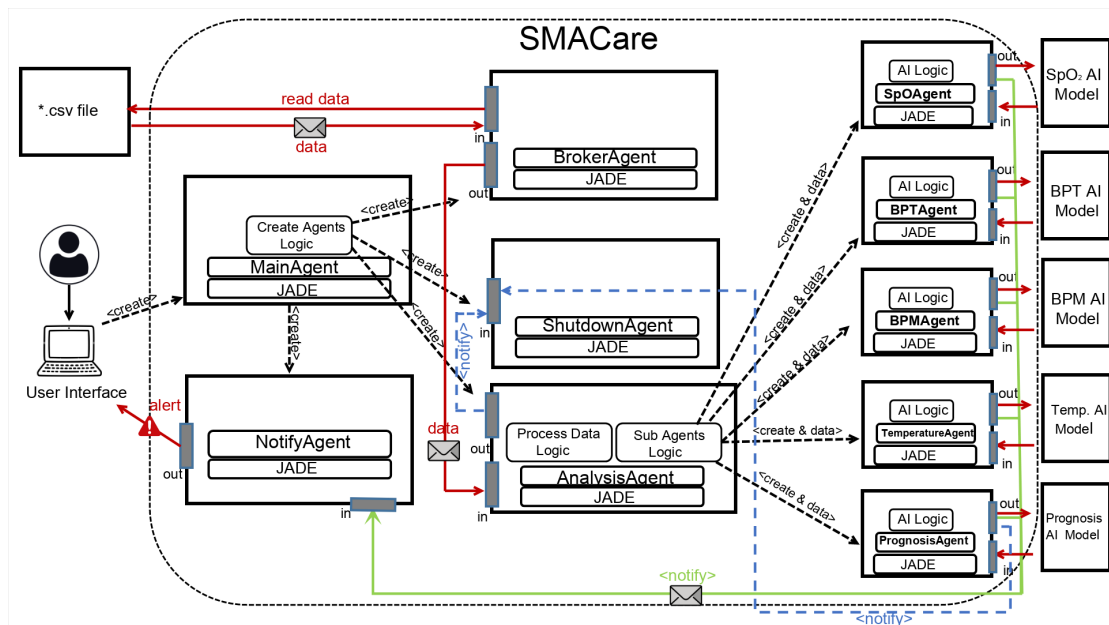 SMACare
*.csv file
read data
data
in
out
BrokerAgent
JADE
Create Agents
Logic
MainAgent
JADE
<create>
<create>
<create>
<create>
<create>
User Interface
alert
out
NotifyAgent
JADE
in
in
ShutdownAgent
JADE
<notify>
data
out
in
Process Data
Logic
Sub Agents
Logic
AnalysisAgent
JADE
<create & data>
<create & data>
<create & data>
<create & data>
<create & data>
AI Logic
SpOAgent
JADE
out
in
SpO₂ AI
Model
AI Logic
BPTAgent
JADE
out
in
BPT AI
Model
AI Logic
BPMAgent
JADE
out
in
BPM AI
Model
AI Logic
TemperatureAgent
JADE
out
in
Temp. AI
Model
AI Logic
PrognosisAgent
JADE
out
in
Prognosis
AI Model
<notify>
<notify>